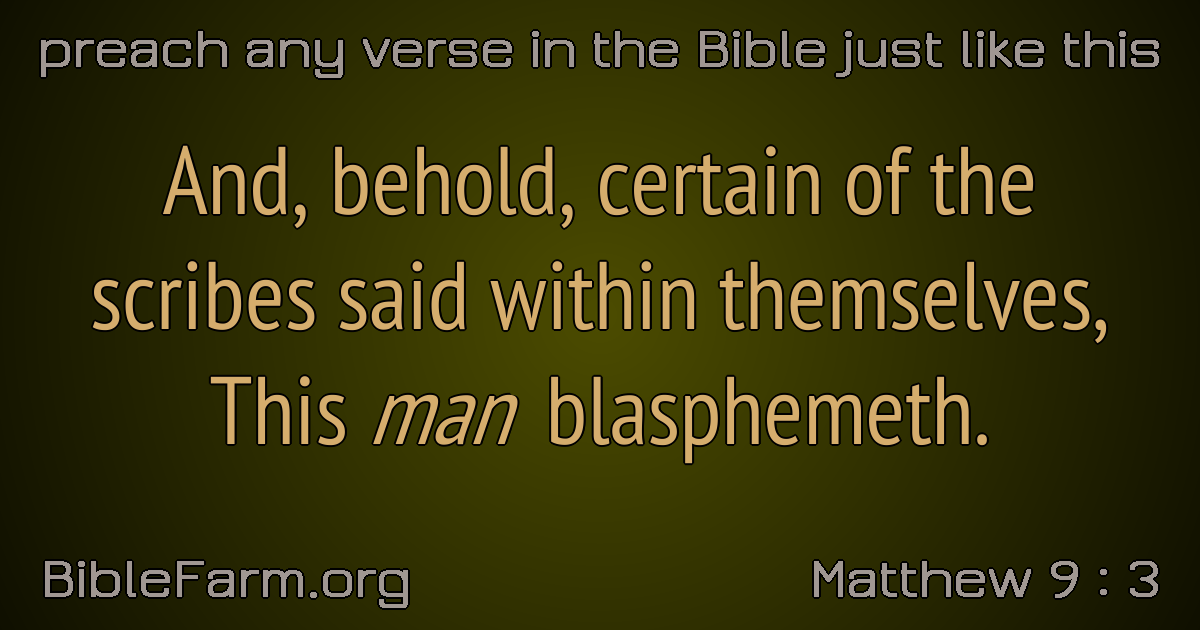 preach any verse in the Bible just like this
And, behold, certain of the
scribes said within themselves,
This man blasphemeth.
BibleFarm.org
Matthew 9 : 3